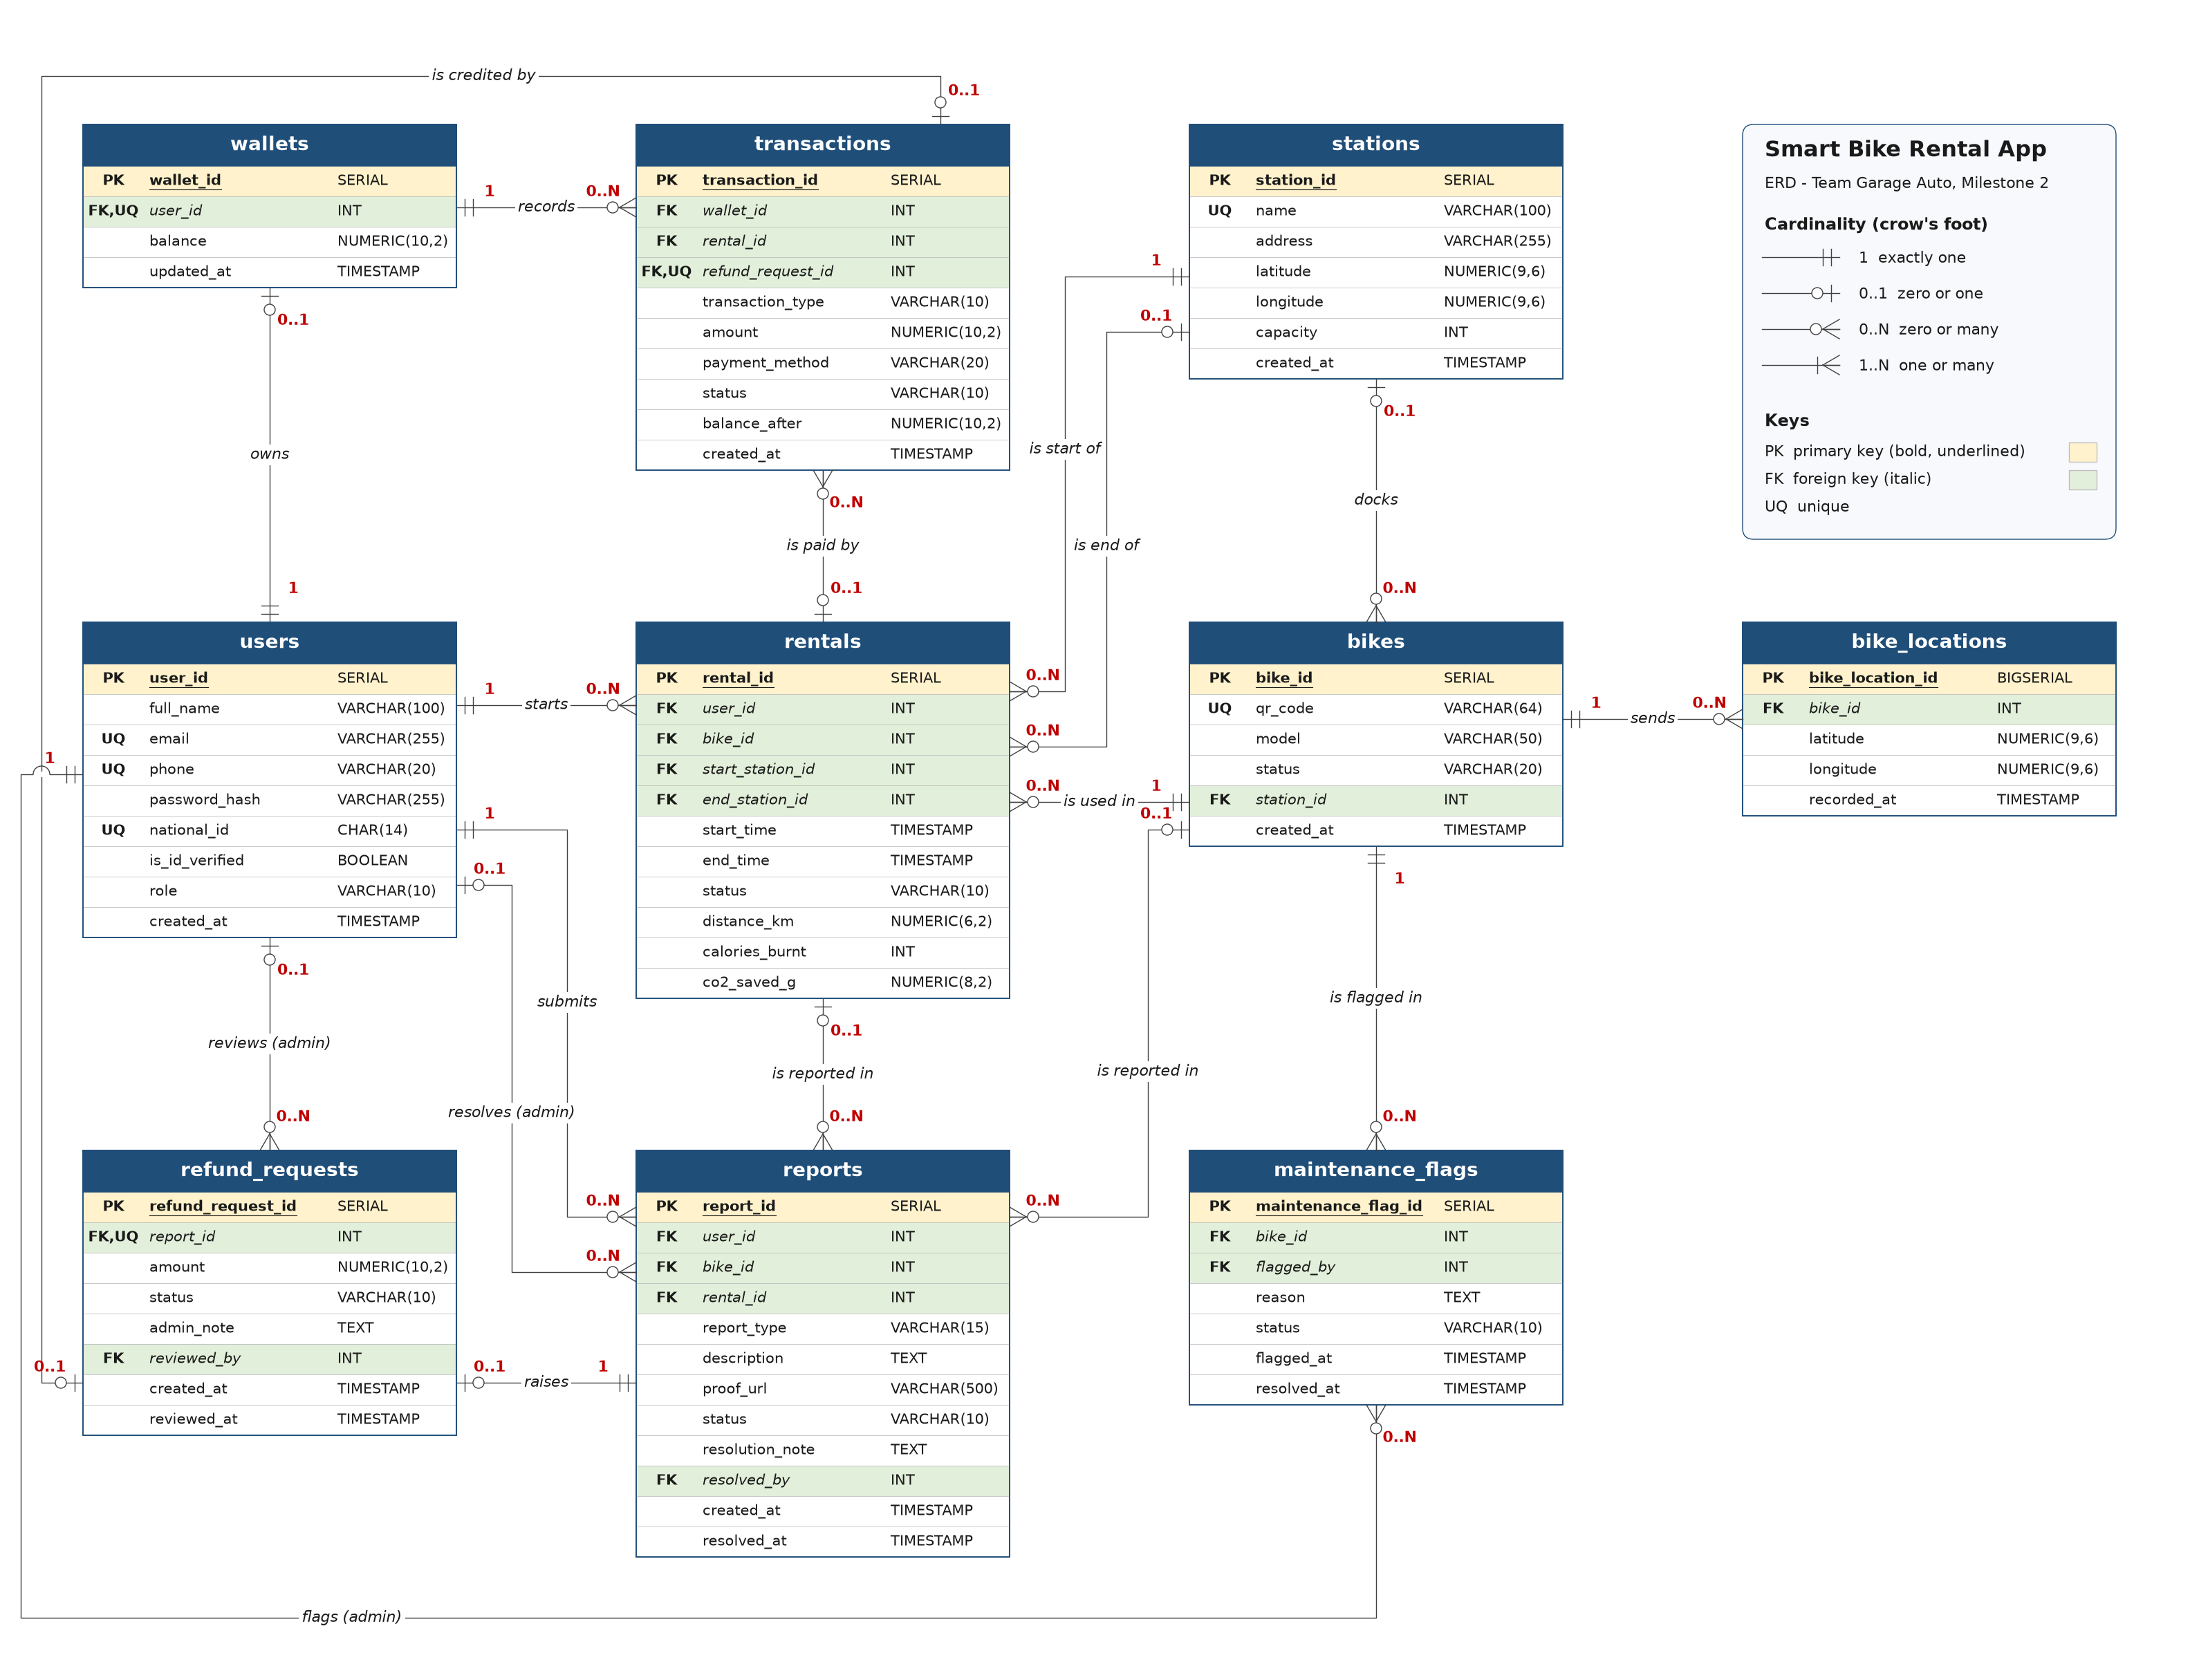 is credited by
0..1
wallets
PK wallet_id SERIAL
FK,UQ user_id INT
balance NUMERIC(10,2)
updated_at TIMESTAMP
1 records 0..N
0..1
owns
1
transactions
PK transaction_id SERIAL
FK wallet_id INT
FK rental_id INT
FK,UQ refund_request_id INT
transaction_type VARCHAR(10)
amount NUMERIC(10,2)
payment_method VARCHAR(20)
status VARCHAR(10)
balance_after NUMERIC(10,2)
created_at TIMESTAMP
0..N
is paid by
0..1
stations
PK station_id SERIAL
UQ name VARCHAR(100)
address VARCHAR(255)
latitude NUMERIC(9,6)
longitude NUMERIC(9,6)
capacity INT
created_at TIMESTAMP
1
is start of
0..N
0..1
is end of
0..N
0..1
docks
0..N
Smart Bike Rental App
ERD - Team Garage Auto, Milestone 2
Cardinality (crow's foot)
1 exactly one
0..1 zero or one
0..N zero or many
1..N one or many
Keys
PK primary key (bold, underlined)
FK foreign key (italic)
UQ unique
users
PK user_id SERIAL
full_name VARCHAR(100)
UQ email VARCHAR(255)
UQ phone VARCHAR(20)
password_hash VARCHAR(255)
UQ national_id CHAR(14)
is_id_verified BOOLEAN
role VARCHAR(10)
created_at TIMESTAMP
1 starts 0..N
1
1
submits
0..N
0..1
resolves (admin)
0..N
0..1
reviews (admin)
0..N
rentals
PK rental_id SERIAL
FK user_id INT
FK bike_id INT
FK start_station_id INT
FK end_station_id INT
start_time TIMESTAMP
end_time TIMESTAMP
status VARCHAR(10)
distance_km NUMERIC(6,2)
calories_burnt INT
co2_saved_g NUMERIC(8,2)
0..N is used in 1
0..1
is reported in
0..N
bikes
PK bike_id SERIAL
UQ qr_code VARCHAR(64)
model VARCHAR(50)
status VARCHAR(20)
FK station_id INT
created_at TIMESTAMP
0..1
is reported in
0..N
1
is flagged in
0..N
1 sends 0..N
bike_locations
PK bike_location_id BIGSERIAL
FK bike_id INT
latitude NUMERIC(9,6)
longitude NUMERIC(9,6)
recorded_at TIMESTAMP
refund_requests
PK refund_request_id SERIAL
FK,UQ report_id INT
amount NUMERIC(10,2)
status VARCHAR(10)
admin_note TEXT
FK reviewed_by INT
created_at TIMESTAMP
reviewed_at TIMESTAMP
0..1
0..1 raises 1
reports
PK report_id SERIAL
FK user_id INT
FK bike_id INT
FK rental_id INT
report_type VARCHAR(15)
description TEXT
proof_url VARCHAR(500)
status VARCHAR(10)
resolution_note TEXT
FK resolved_by INT
created_at TIMESTAMP
resolved_at TIMESTAMP
maintenance_flags
PK maintenance_flag_id SERIAL
FK bike_id INT
FK flagged_by INT
reason TEXT
status VARCHAR(10)
flagged_at TIMESTAMP
resolved_at TIMESTAMP
0..N
flags (admin)